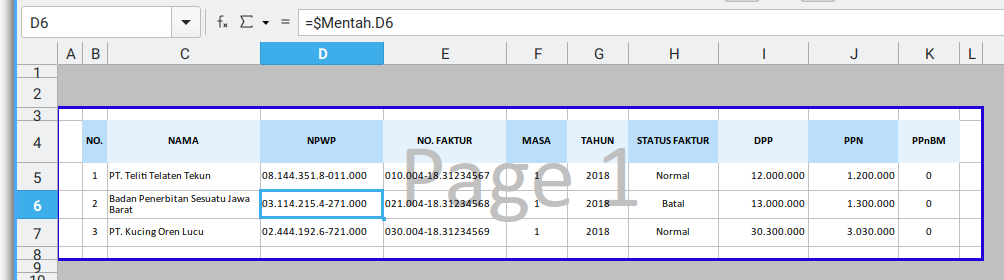 D6 fx Σ = =$Mentah.D6
A B C D E F G H I J K L
1
2
3
4 NO. NAMA NPWP NO. FAKTUR MASA TAHUN STATUS FAKTUR DPP PPN PPnBM
5 1 PT. Teliti Telaten Tekun 08.144.351.8-011.000 010.004-18.31234567 1 2018 Normal 12.000.000 1.200.000 0
Page 1
6 2 Badan Penerbitan Sesuatu Jawa
Barat 03.114.215.4-271.000 021.004-18.31234568 1 2018 Batal 13.000.000 1.300.000 0
7 3 PT. Kucing Oren Lucu 02.444.192.6-721.000 030.004-18.31234569 1 2018 Normal 30.300.000 3.030.000 0
8
9
10